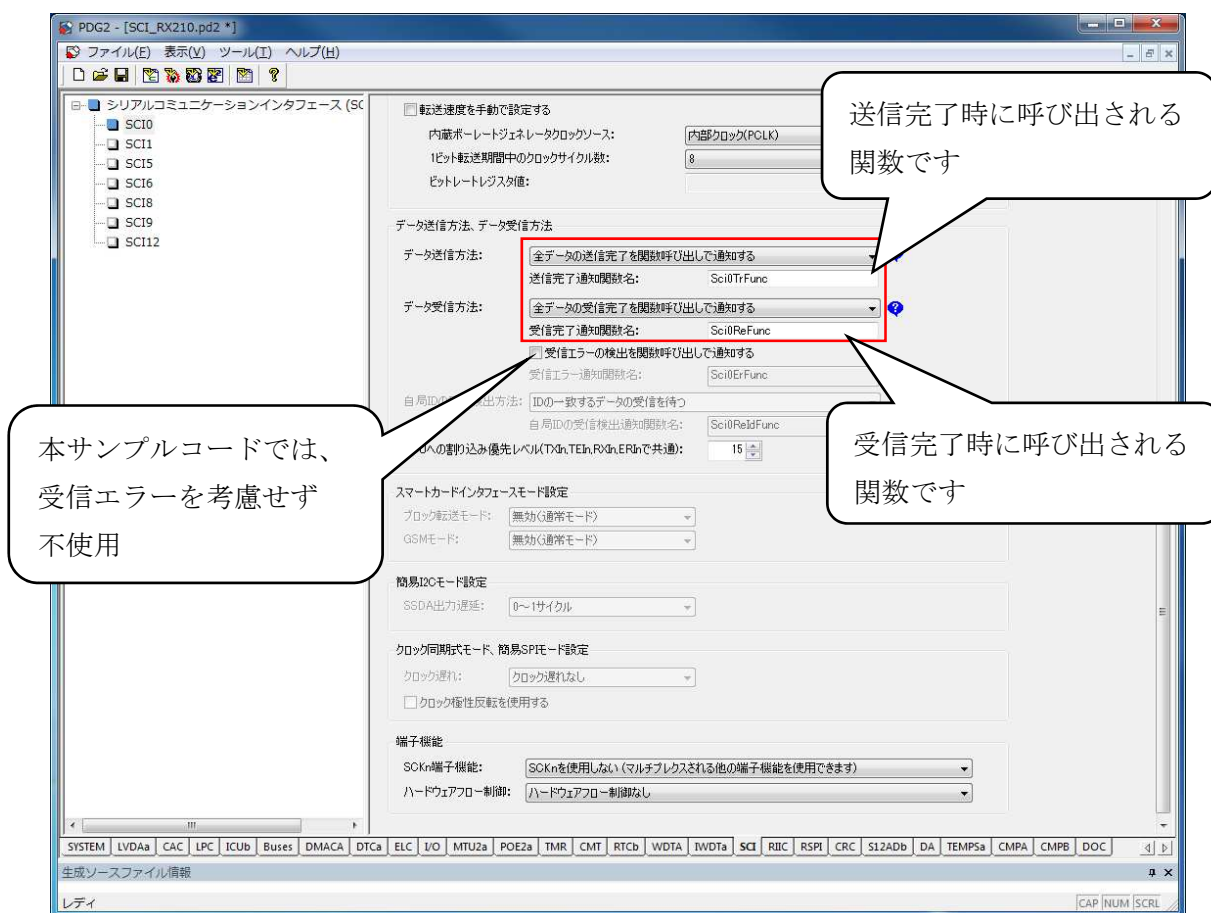 PDG2 - [SCI_RX210.pd2 *]
ファイル(F) 表示(V) ツール(T) ヘルプ(H)
シリアルコミュニケーションインタフェース (SC
SCI0
SCI1
SCI5
SCI6
SCI8
SCI9
SCI12
転送速度を手動で設定する
内蔵ボーレートジェネレータクロックソース: 内部クロック(PCLK)
1ビット転送期間中のクロックサイクル数: 8
ビットレートレジスタ値:
送信完了時に呼び出される
関数です
データ送信方法、データ受信方法
データ送信方法: 全データの送信完了を関数呼び出しで通知する
送信完了通知関数名: Sci0TrFunc
データ受信方法: 全データの受信完了を関数呼び出しで通知する
受信完了通知関数名: Sci0ReFunc
受信エラーの検出を関数呼び出しで通知する
受信エラー通知関数名: Sci0ErFunc
自局ID 出方法: IDの一致するデータの受信を待つ
自局IDの受信検出通知関数名: Sci0ReIdFunc
への割り込み優先レベル(TXIn,TEIn,RXIn,ERInで共通): 15
本サンプルコードでは、
受信エラーを考慮せず
不使用
受信完了時に呼び出される
関数です
スマートカードインタフェースモード設定
ブロック転送モード: 無効(通常モード)
GSMモード: 無効(通常モード)
簡易I2Cモード設定
SSDA出力遅延: 0~1サイクル
クロック同期式モード、簡易SPIモード設定
クロック遅れ: クロック遅れなし
クロック極性反転を使用する
端子機能
SCKn端子機能: SCKnを使用しない(マルチプレクスされる他の端子機能を使用できます)
ハードウェアフロー制御: ハードウェアフロー制御なし
SYSTEM LVDAa CAC LPC ICUb Buses DMACA DTCa ELC I/O MTU2a POE2a TMR CMT RTCb WDTA IWDTa SCI RIIC RSPI CRC S12ADb DA TEMPSa CMPA CMPB DOC
生成ソースファイル情報
レディ CAP NUM SCRL